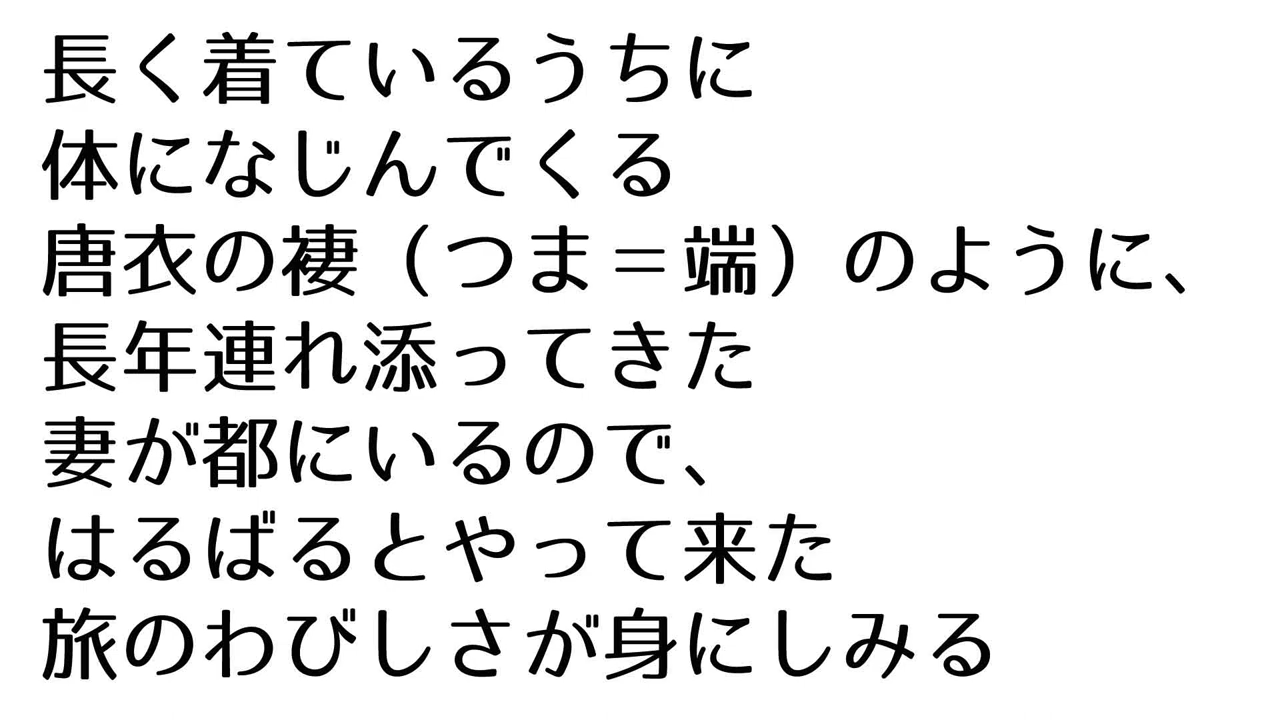 長く着ているうちに
体になじんでくる
唐衣の褄（つま＝端）のように、
長年連れ添ってきた
妻が都にいるので、
はるばるとやって来た
旅のわびしさが身にしみる